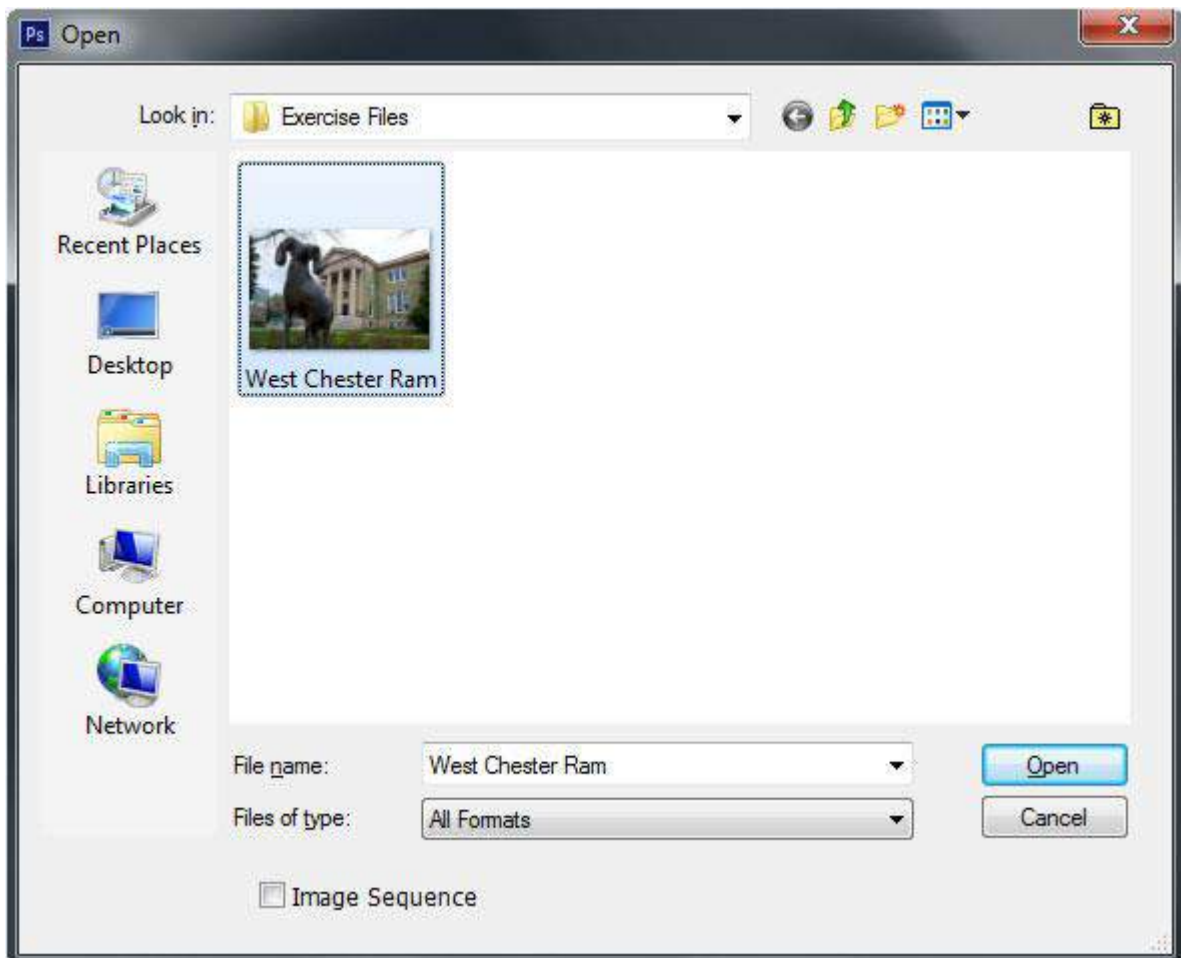 Ps Open
Look in: Exercise Files
Recent Places
Desktop
Libraries
Computer
Network
West Chester Ram
File name: West Chester Ram Open
Files of type: All Formats Cancel
Image Sequence